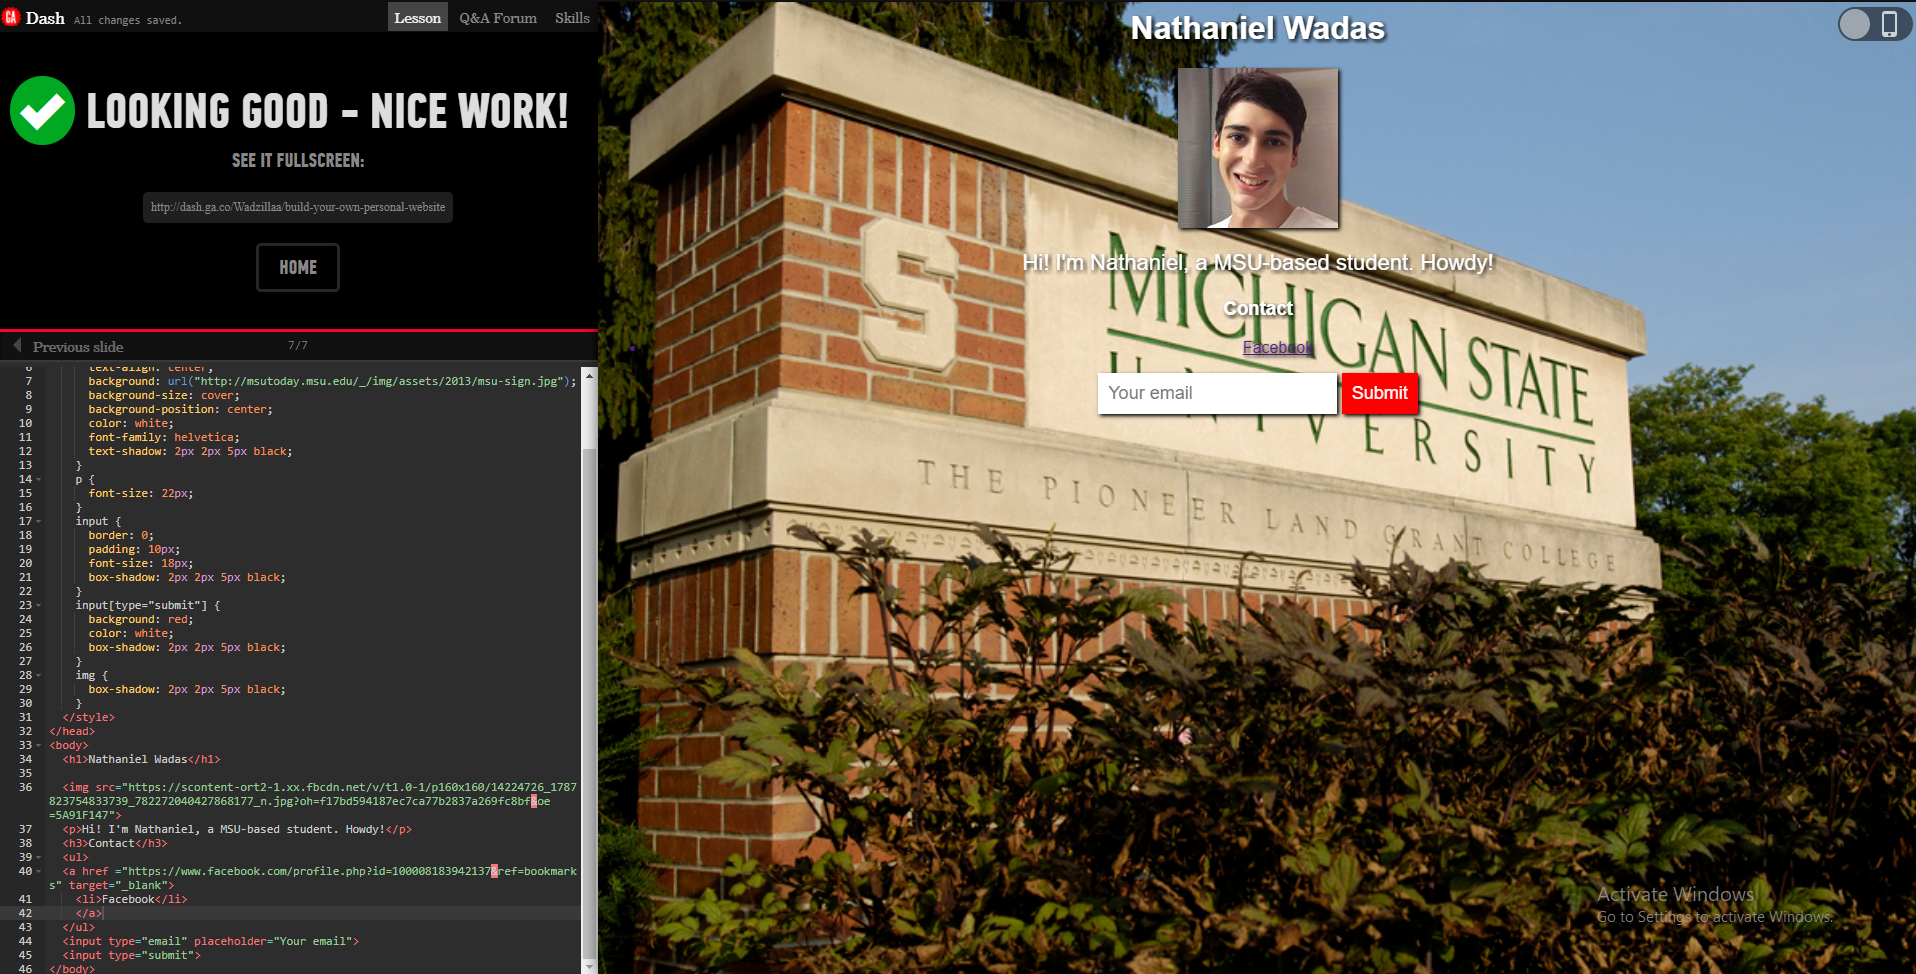 GA Dash All changes saved. Lesson Q&A Forum Skills
LOOKING GOOD - NICE WORK!
SEE IT FULLSCREEN:
http://dash.ga.co/Wadzillaa/build-your-own-personal-website
HOME
Previous slide 7/7
6 text-align: center;
7 background: url("http://msutoday.msu.edu/_/img/assets/2013/msu-sign.jpg");
8 background-size: cover;
9 background-position: center;
10 color: white;
11 font-family: helvetica;
12 text-shadow: 2px 2px 5px black;
13 }
14 p {
15 font-size: 22px;
16 }
17 input {
18 border: 0;
19 padding: 10px;
20 font-size: 18px;
21 box-shadow: 2px 2px 5px black;
22 }
23 input[type="submit"] {
24 background: red;
25 color: white;
26 box-shadow: 2px 2px 5px black;
27 }
28 img {
29 box-shadow: 2px 2px 5px black;
30 }
31 </style>
32 </head>
33 <body>
34 <h1>Nathaniel Wadas</h1>
35
36 <img src="https://scontent-ort2-1.xx.fbcdn.net/v/t1.0-1/p160x160/14224726_1787
823754833739_782272040427868177_n.jpg?oh=f17bd594187ec7ca77b2837a269fc8bf&oe
=5A91F147">
37 <p>Hi! I'm Nathaniel, a MSU-based student. Howdy!</p>
38 <h3>Contact</h3>
39 <ul>
40 <a href ="https://www.facebook.com/profile.php?id=100008183942137&ref=bookmark
s" target="_blank">
41 <li>Facebook</li>
42 </a>
43 </ul>
44 <input type="email" placeholder="Your email">
45 <input type="submit">
46 </body>
Nathaniel Wadas
Hi! I'm Nathaniel, a MSU-based student. Howdy!
Contact
Facebook
Your email Submit
S
MICHIGAN STATE
UNIVERSITY
THE PIONEER LAND GRANT COLLEGE
Activate Windows
Go to Settings to activate Windows.